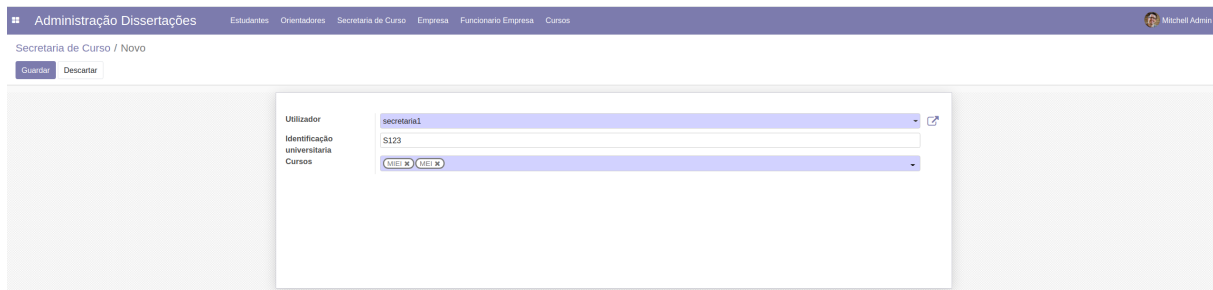 Administração Dissertações Estudantes Orientadores Secretaria de Curso Empresa Funcionario Empresa Cursos Mitchell Admin
Secretaria de Curso / Novo
Guardar Descartar
Utilizador secretaria1
Identificação S123
universitaria
Cursos MIEI MEI